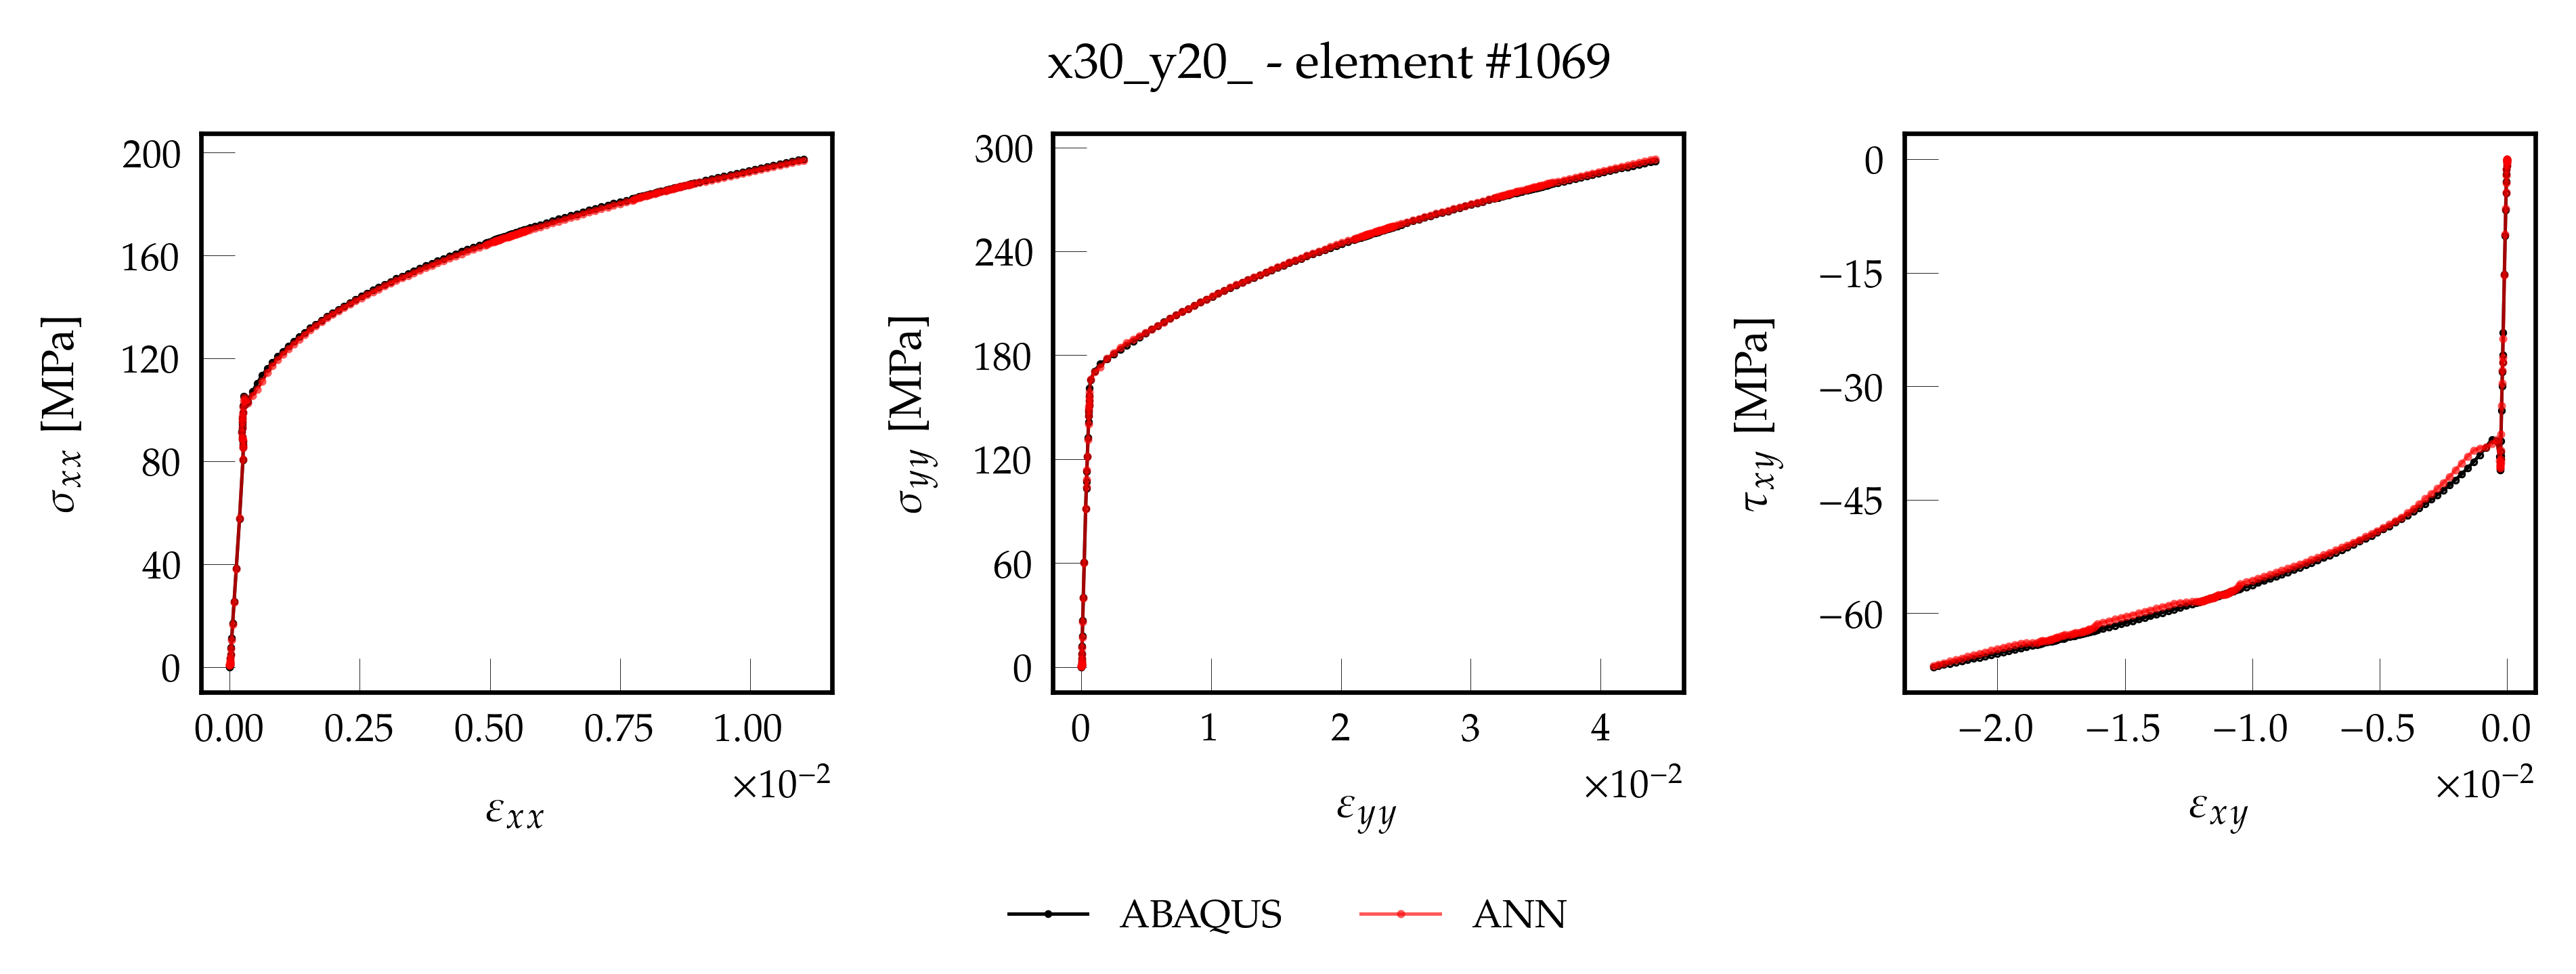 x30_y20_ - element #1069
200
160
120
80
40
0
σxx [MPa]
0.00 0.25 0.50 0.75 1.00
×10−2
εxx
300
240
180
120
60
0
σyy [MPa]
0 1 2 3 4
×10−2
εyy
0
−15
−30
−45
−60
τxy [MPa]
−2.0 −1.5 −1.0 −0.5 0.0
×10−2
εxy
ABAQUS ANN